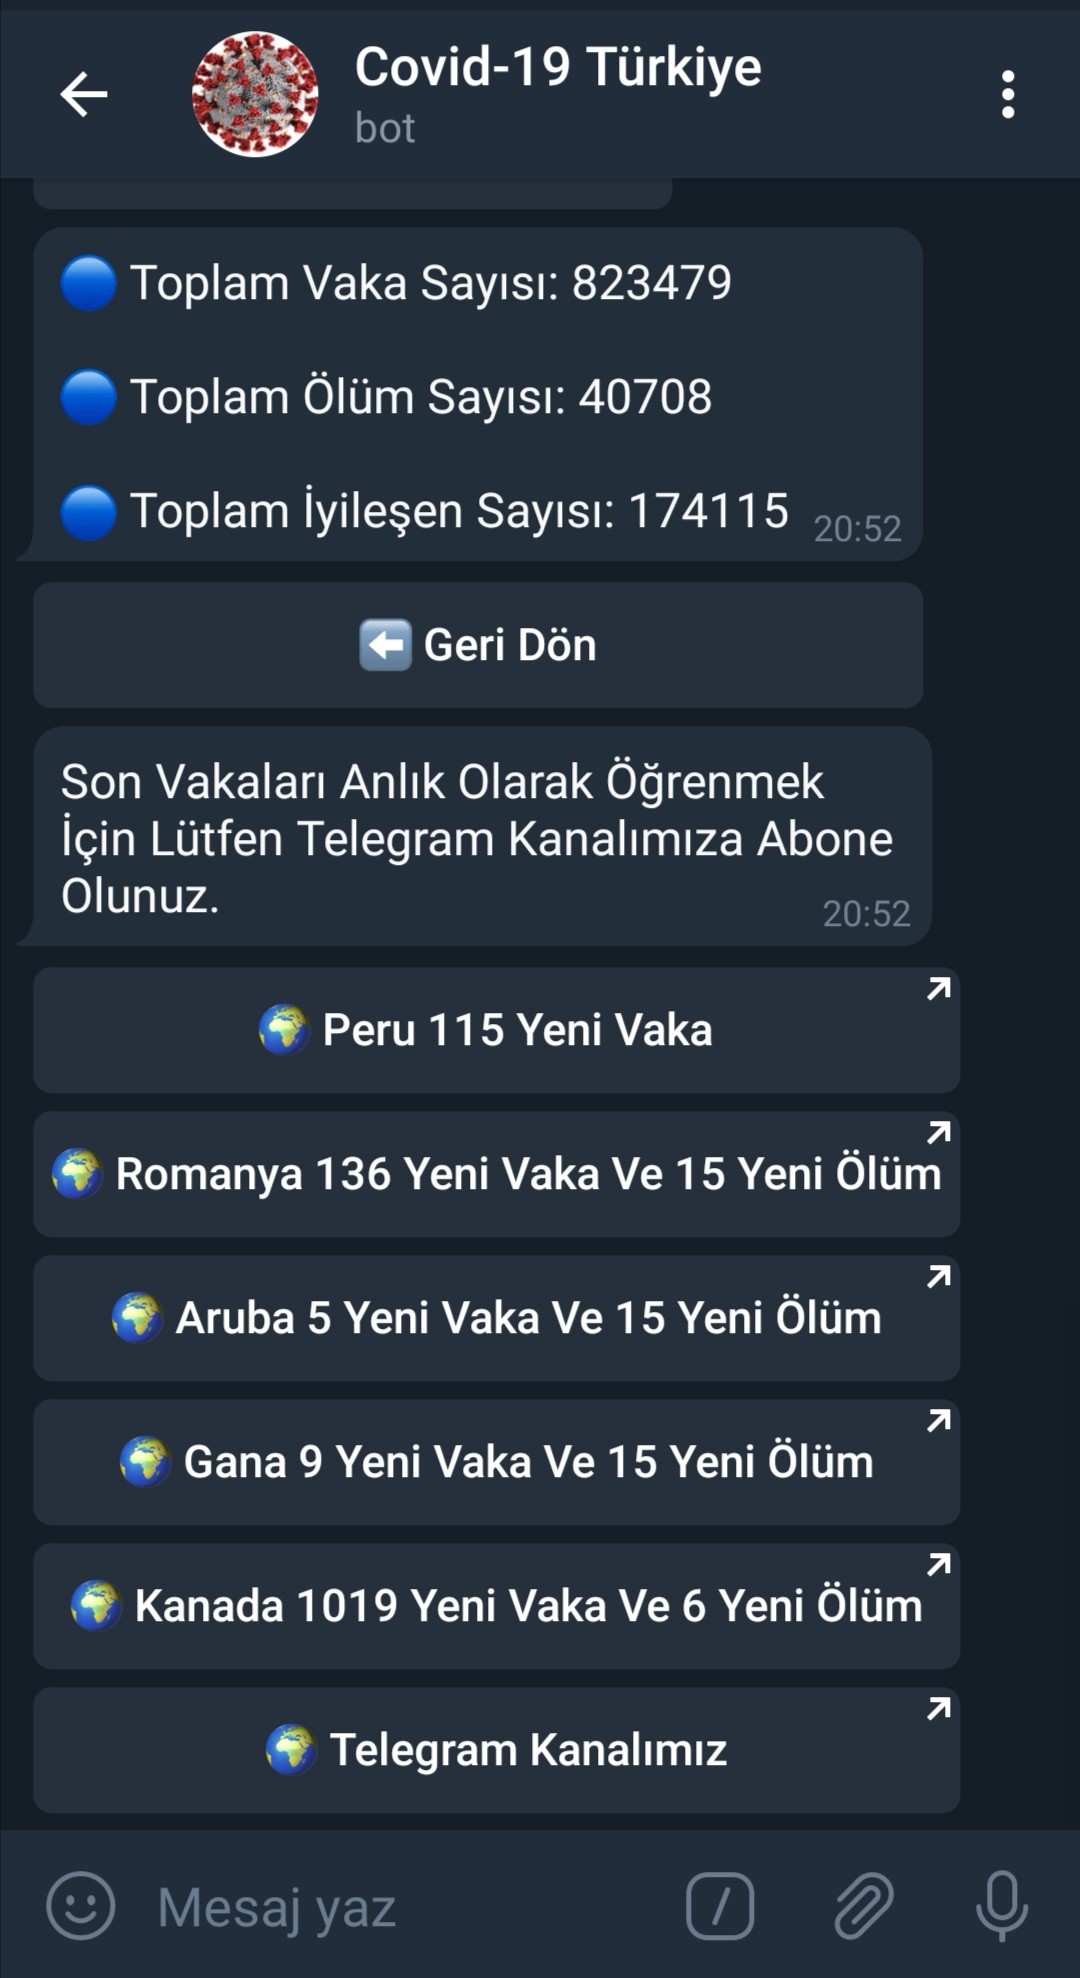 Covid-19 Türkiye
bot
Toplam Vaka Sayısı: 823479
Toplam Ölüm Sayısı: 40708
Toplam İyileşen Sayısı: 174115 20:52
Geri Dön
Son Vakaları Anlık Olarak Öğrenmek
İçin Lütfen Telegram Kanalımıza Abone
Olunuz. 20:52
Peru 115 Yeni Vaka
Romanya 136 Yeni Vaka Ve 15 Yeni Ölüm
Aruba 5 Yeni Vaka Ve 15 Yeni Ölüm
Gana 9 Yeni Vaka Ve 15 Yeni Ölüm
Kanada 1019 Yeni Vaka Ve 6 Yeni Ölüm
Telegram Kanalımız
Mesaj yaz